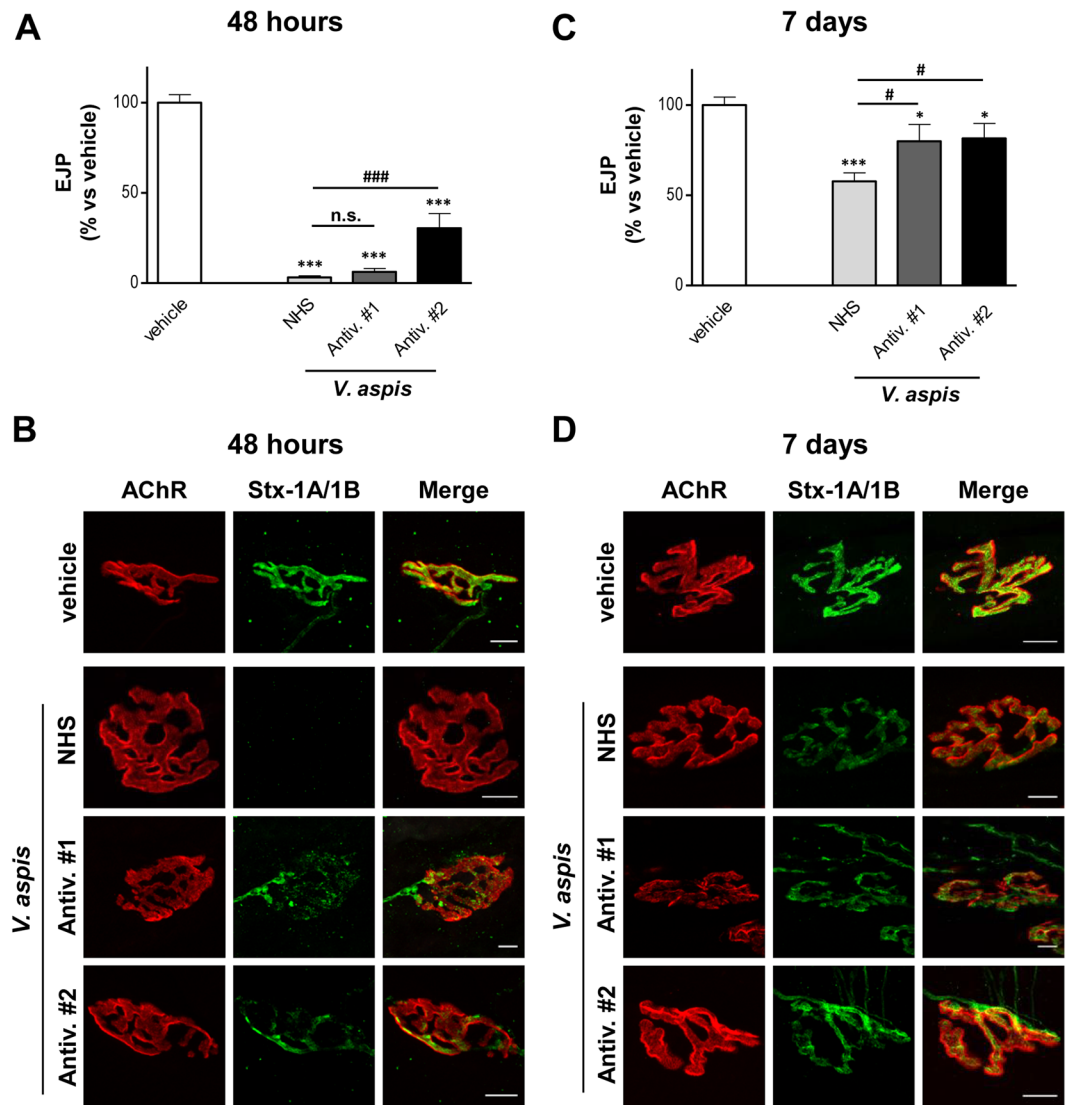 A
48 hours
EJP
(% vs vehicle)
100
50
0
###
n.s.
***
***
***
vehicle
NHS
Antiv. #1
Antiv. #2
V. aspis
C
7 days
EJP
(% vs vehicle)
100
50
0
#
#
***
*
*
vehicle
NHS
Antiv. #1
Antiv. #2
V. aspis
B
48 hours
AChR Stx-1A/1B Merge
vehicle
NHS
Antiv. #1
Antiv. #2
V. aspis
D
7 days
AChR Stx-1A/1B Merge
vehicle
NHS
Antiv. #1
Antiv. #2
V. aspis